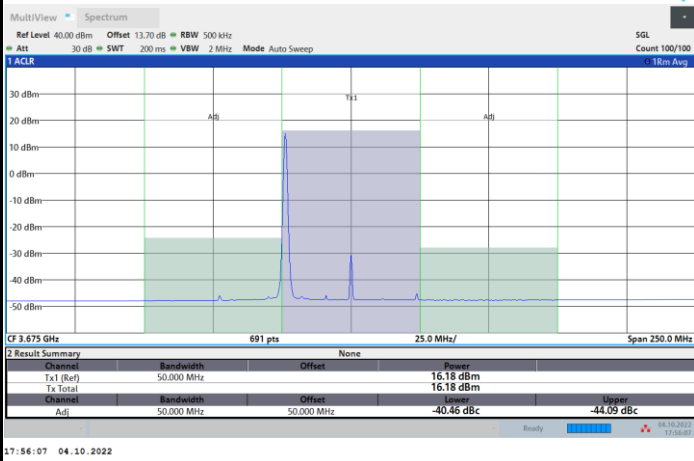 MultiView Spectrum
Ref Level 40.00 dBm Offset 13.70 dB RBW 500 kHz SGL
Att 30 dB SWT 200 ms VBW 2 MHz Mode Auto Sweep Count 100/100
1 ACLR 1Rm Avg
30 dBm
Tx1
20 dBm Adj Adj
10 dBm
0 dBm
-10 dBm
-20 dBm
-30 dBm
-40 dBm
-50 dBm
CF 3.675 GHz 691 pts 25.0 MHz/ Span 250.0 MHz
2 Result Summary None
Channel Bandwidth Offset Power
Tx1 (Ref) 50.000 MHz 16.18 dBm
Tx Total 16.18 dBm
Channel Bandwidth Offset Lower Upper
Adj 50.000 MHz 50.000 MHz -40.46 dBc -44.09 dBc
Ready 04.10.2022
17:56:07
17:56:07 04.10.2022